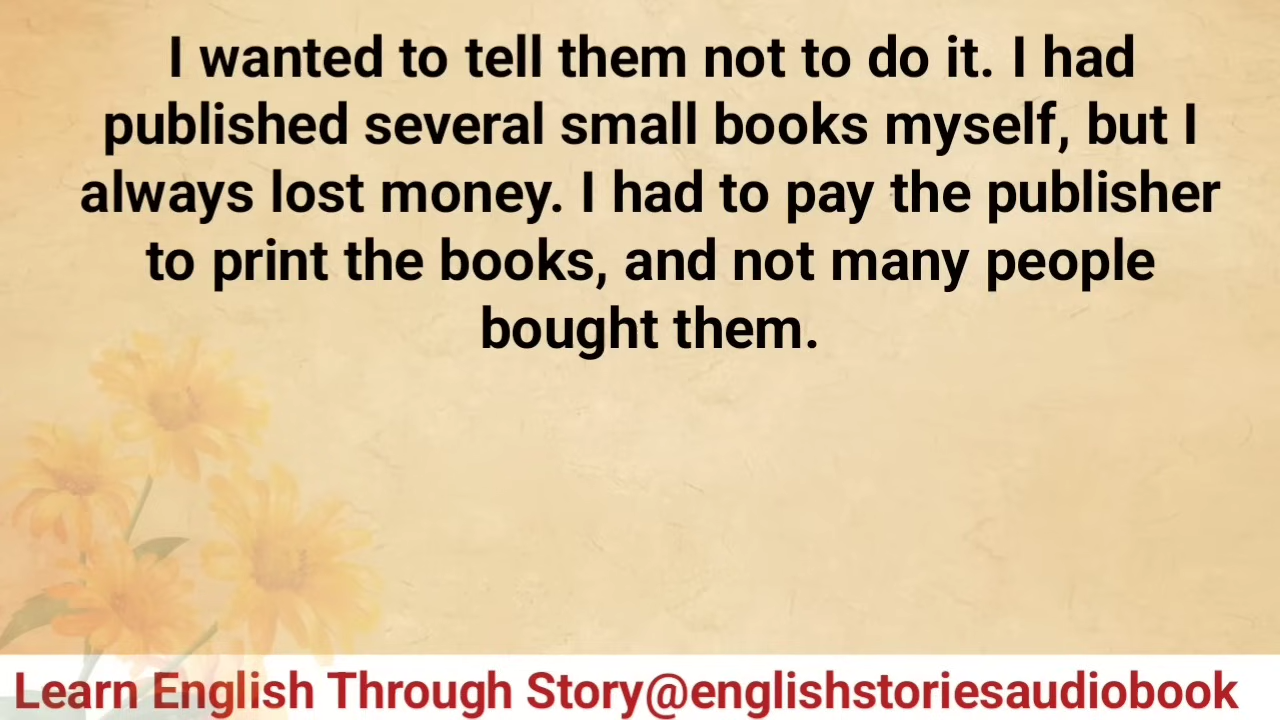 I wanted to tell them not to do it. I had
published several small books myself, but I
always lost money. I had to pay the publisher
to print the books, and not many people
bought them.
Learn English Through Story@englishstoriesaudiobook